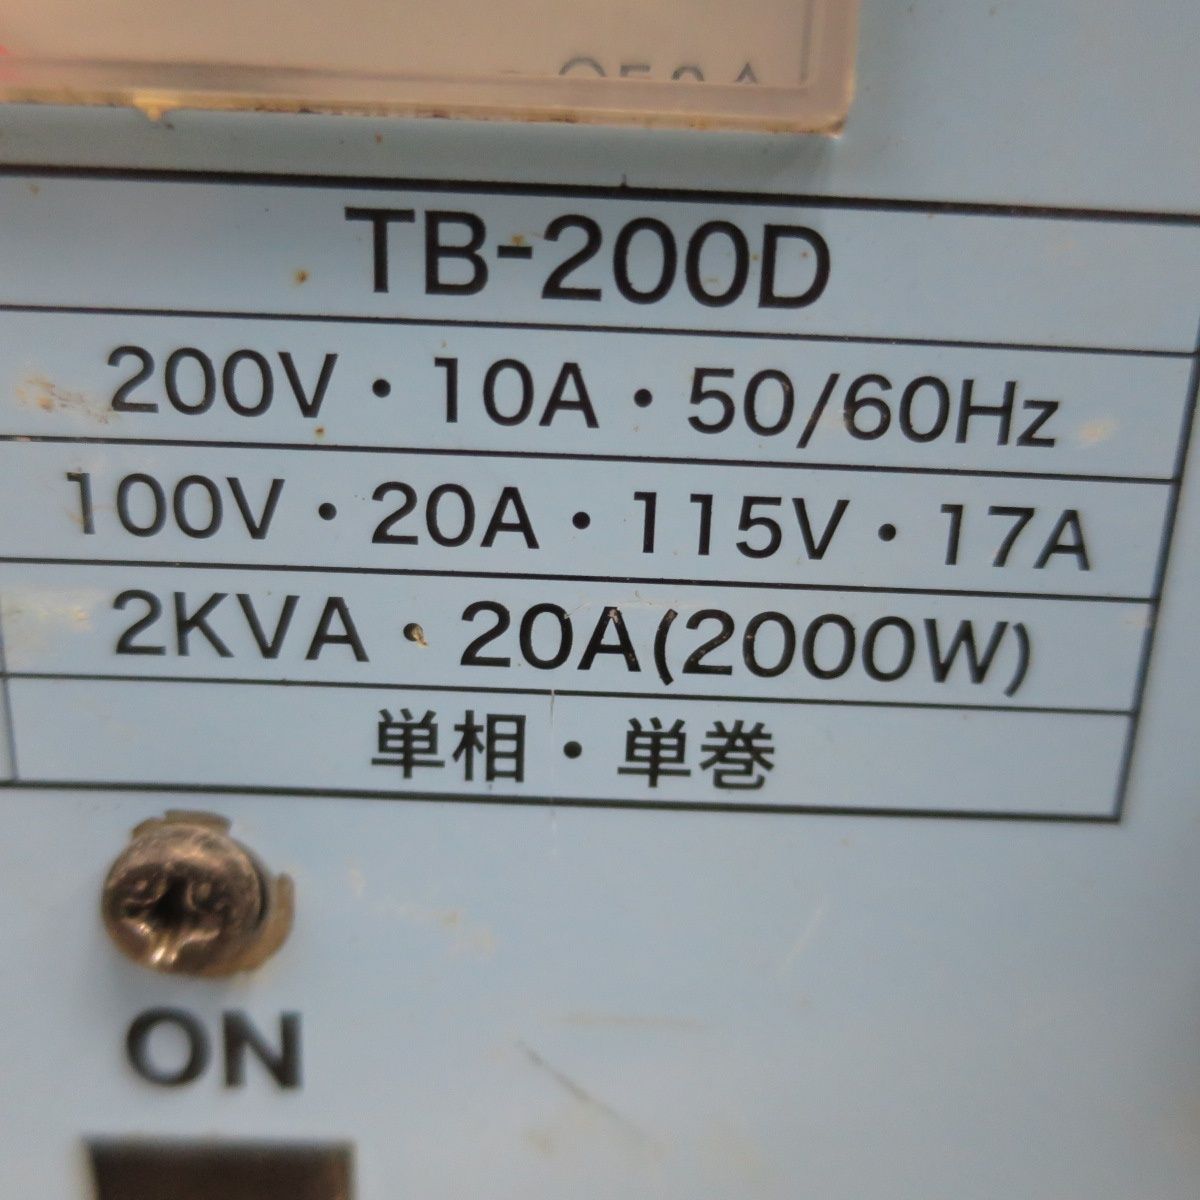 TB-200D
200V・10A・50/60Hz
100V・20A・115V・17A
2KVA・20A(2000W)
単相・単巻
ON